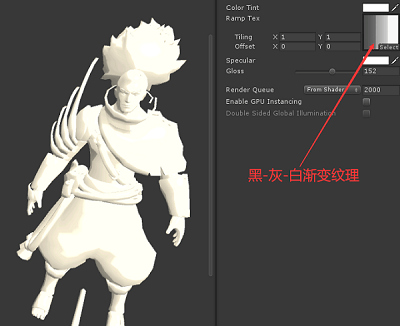 Color Tint
Ramp Tex
Tiling X 1 Y 1
Offset X 0 Y 0
Select
Specular
Gloss 152
Render Queue From Shader 2000
Enable GPU Instancing
Double Sided Global Illumination
黑-灰-白渐变纹理